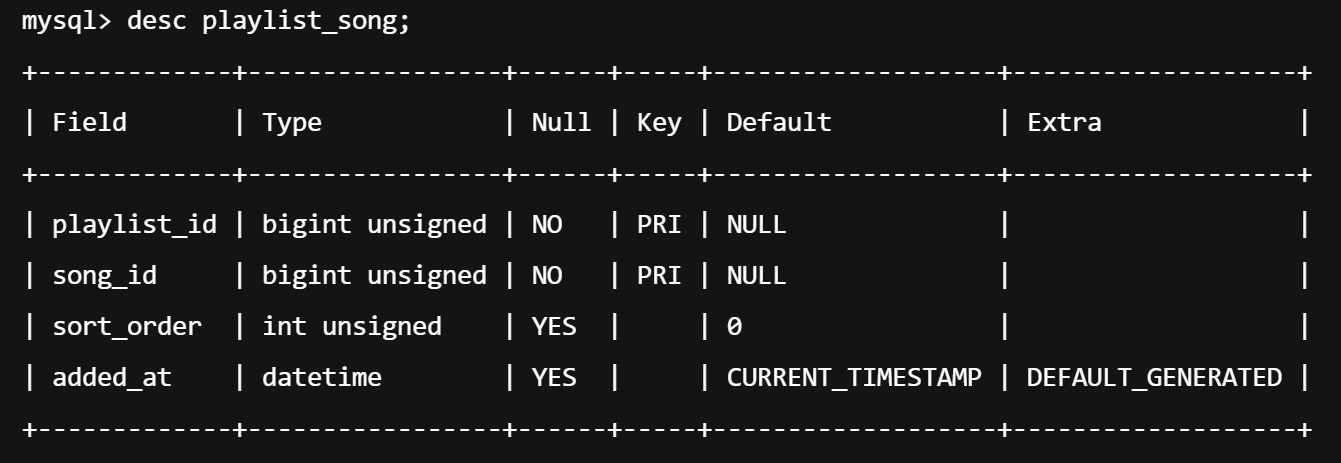 mysql> desc playlist_song;
+-------------+-----------------+------+-----+-------------------+-------------------+
| Field       | Type            | Null | Key | Default           | Extra             |
+-------------+-----------------+------+-----+-------------------+-------------------+
| playlist_id | bigint unsigned | NO   | PRI | NULL              |                   |
| song_id     | bigint unsigned | NO   | PRI | NULL              |                   |
| sort_order  | int unsigned    | YES  |     | 0                 |                   |
| added_at    | datetime        | YES  |     | CURRENT_TIMESTAMP | DEFAULT_GENERATED |
+-------------+-----------------+------+-----+-------------------+-------------------+